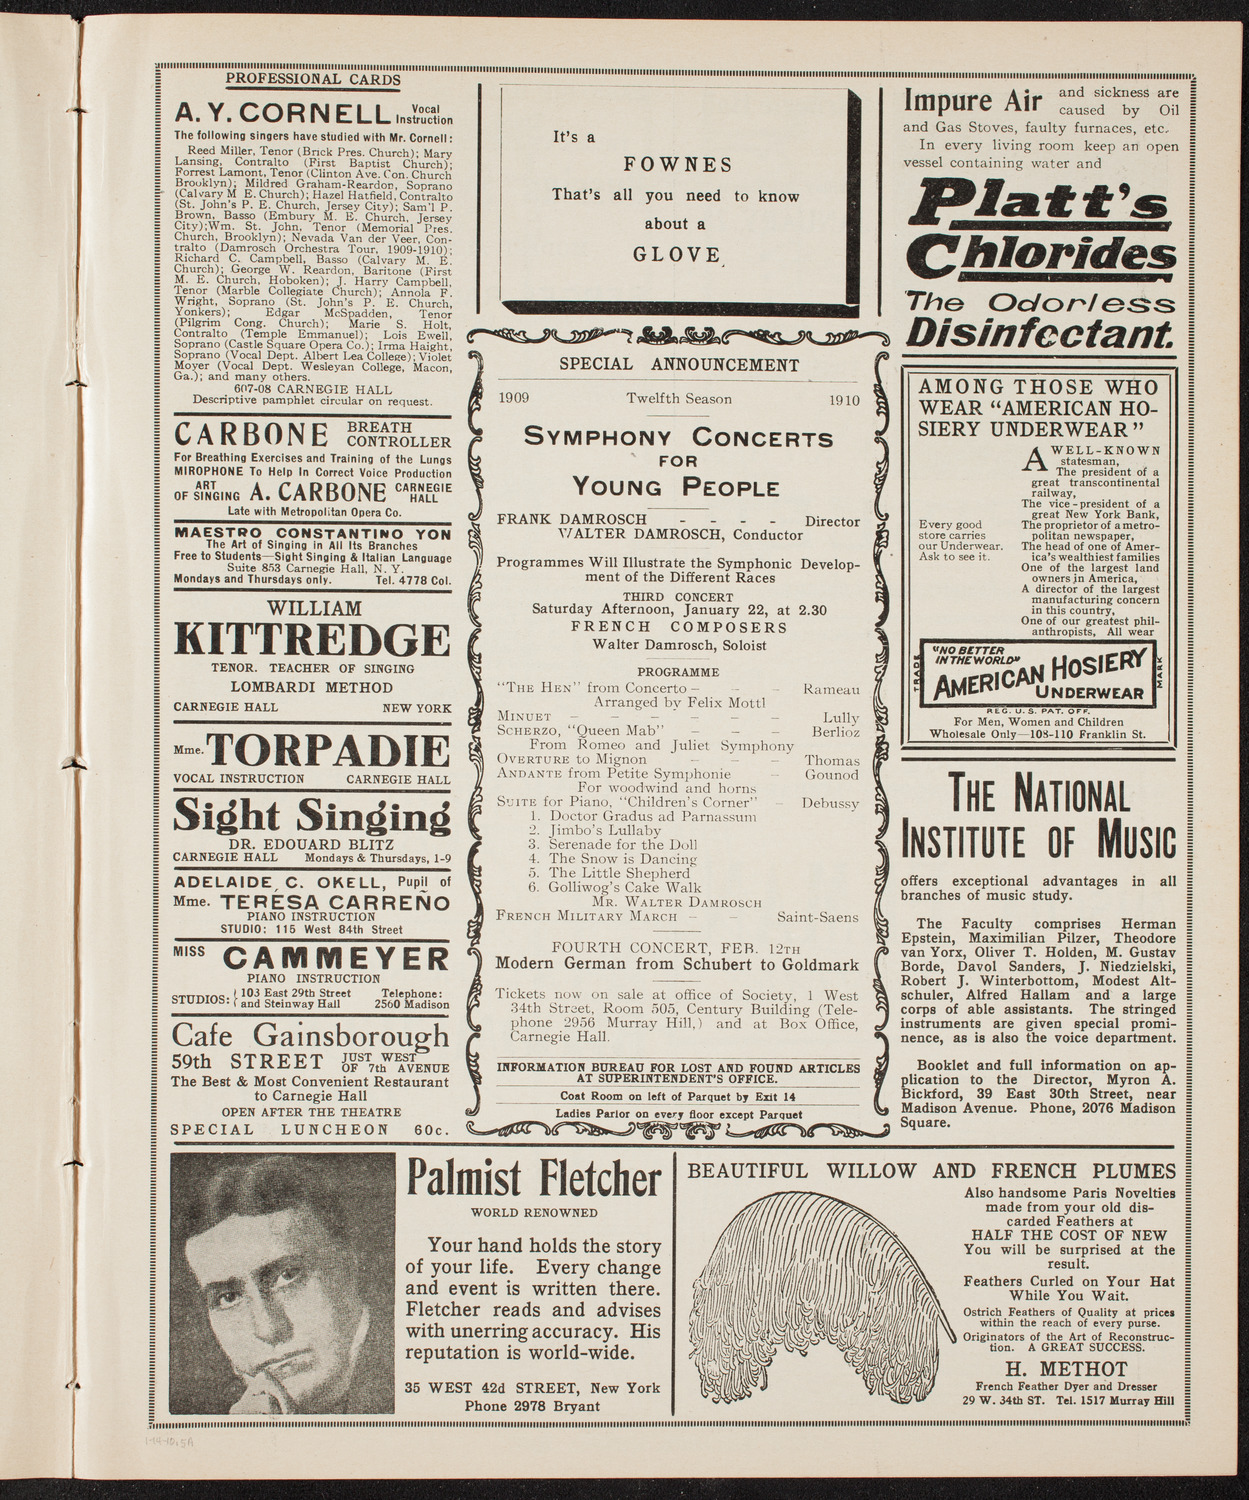 PROFESSIONAL CARDS
A. Y. CORNELL Vocal Instruction
The following singers have studied with Mr. Cornell:
Reed Miller, Tenor (Brick Pres. Church); Mary
Lansing, Contralto (First Baptist Church);
Forrest Lamont, Tenor (Clinton Ave. Con. Church
Brooklyn); Mildred Graham-Reardon, Soprano
(Calvary M E. Church); Hazel Hatfield, Contralto
(St. John's P. E. Church, Jersey City); Sam'l P.
Brown, Basso (Embury M. E. Church, Jersey
City);Wm. St. John, Tenor (Memorial Pres.
Church, Brooklyn); Nevada Van der Veer, Con-
tralto (Damrosch Orchestra Tour, 1909-1910);
Richard C. Campbell, Basso (Calvary M. E.
Church); George W. Reardon, Baritone (First
M. E. Church, Hoboken); J. Harry Campbell,
Tenor (Marble Collegiate Church); Annola F.
Wright, Soprano (St. John's P. E. Church,
Yonkers); Edgar McSpadden, Tenor
(Pilgrim Cong. Church); Marie S. Holt,
Contralto (Temple Emmanuel); Lois Ewell,
Soprano (Castle Square Opera Co.); Irma Haight,
Soprano (Vocal Dept. Albert Lea College); Violet
Moyer (Vocal Dept. Wesleyan College, Macon,
Ga.); and many others.
607-08 CARNEGIE HALL
Descriptive pamphlet circular on request.
CARBONE BREATH CONTROLLER
For Breathing Exercises and Training of the Lungs
MIROPHONE To Help In Correct Voice Production
ART OF SINGING A. CARBONE CARNEGIE HALL
Late with Metropolitan Opera Co.
MAESTRO CONSTANTINO YON
The Art of Singing in All Its Branches
Free to Students—Sight Singing & Italian Language
Suite 853 Carnegie Hall, N. Y.
Mondays and Thursdays only. Tel. 4778 Col.
WILLIAM
KITTREDGE
TENOR. TEACHER OF SINGING
LOMBARDI METHOD
CARNEGIE HALL NEW YORK
Mme. TORPADIE
VOCAL INSTRUCTION CARNEGIE HALL
Sight Singing
DR. EDOUARD BLITZ
CARNEGIE HALL Mondays & Thursdays, 1-9
ADELAIDE C. OKELL, Pupil of
Mme. TERESA CARREÑO
PIANO INSTRUCTION
STUDIO: 115 West 84th Street
MISS CAMMEYER
PIANO INSTRUCTION
STUDIOS: { 103 East 29th Street Telephone:
and Steinway Hall 2560 Madison
Cafe Gainsborough
59th STREET JUST WEST OF 7th AVENUE
The Best & Most Convenient Restaurant
to Carnegie Hall
OPEN AFTER THE THEATRE
SPECIAL LUNCHEON 60c.
It's a
FOWNES
That's all you need to know
about a
GLOVE.
SPECIAL ANNOUNCEMENT
1909 Twelfth Season 1910
SYMPHONY CONCERTS
FOR
YOUNG PEOPLE
FRANK DAMROSCH - - - - Director
WALTER DAMROSCH, Conductor
Programmes Will Illustrate the Symphonic Develop-
ment of the Different Races
THIRD CONCERT
Saturday Afternoon, January 22, at 2.30
FRENCH COMPOSERS
Walter Damrosch, Soloist
PROGRAMME
"THE HEN" from Concerto – – – Rameau
Arranged by Felix Mottl
MINUET – – – – – – Lully
SCHERZO, "Queen Mab" – – – Berlioz
From Romeo and Juliet Symphony
OVERTURE to Mignon – – – Thomas
ANDANTE from Petite Symphonie – Gounod
For woodwind and horns
SUITE for Piano, "Children's Corner" – Debussy
1. Doctor Gradus ad Parnassum
2. Jimbo's Lullaby
3. Serenade for the Doll
4. The Snow is Dancing
5. The Little Shepherd
6. Golliwog's Cake Walk
MR. WALTER DAMROSCH
FRENCH MILITARY MARCH – – Saint-Saens
FOURTH CONCERT, FEB. 12TH
Modern German from Schubert to Goldmark
Tickets now on sale at office of Society, 1 West
34th Street, Room 505, Century Building (Tele-
phone 2956 Murray Hill,) and at Box Office,
Carnegie Hall.
INFORMATION BUREAU FOR LOST AND FOUND ARTICLES
AT SUPERINTENDENT'S OFFICE.
Coat Room on left of Parquet by Exit 14
Ladies Parlor on every floor except Parquet
Impure Air and sickness are
caused by Oil
and Gas Stoves, faulty furnaces, etc.
In every living room keep an open
vessel containing water and
Platt's
Chlorides
The Odorless
Disinfectant.
AMONG THOSE WHO
WEAR "AMERICAN HO-
SIERY UNDERWEAR"
A WELL-KNOWN
statesman,
The president of a
great transcontinental
railway,
The vice-president of a
great New York Bank,
The proprietor of a metro-
politan newspaper,
The head of one of Amer-
ica's wealthiest families
One of the largest land
owners in America,
A director of the largest
manufacturing concern
in this country,
One of our greatest phil-
anthropists, All wear
Every good
store carries
our Underwear.
Ask to see it.
TRADE MARK
"NO BETTER
IN THE WORLD"
AMERICAN HOSIERY
UNDERWEAR
REG. U. S. PAT. OFF.
For Men, Women and Children
Wholesale Only—108-110 Franklin St.
THE NATIONAL
INSTITUTE OF MUSIC
offers exceptional advantages in all
branches of music study.
The Faculty comprises Herman
Epstein, Maximilian Pilzer, Theodore
van Yorx, Oliver T. Holden, M. Gustav
Borde, Davol Sanders, J. Niedzielski,
Robert J. Winterbottom, Modest Alt-
schuler, Alfred Hallam and a large
corps of able assistants. The stringed
instruments are given special promi-
nence, as is also the voice department.
Booklet and full information on ap-
plication to the Director, Myron A.
Bickford, 39 East 30th Street, near
Madison Avenue. Phone, 2076 Madison
Square.
Palmist Fletcher
WORLD RENOWNED
Your hand holds the story
of your life. Every change
and event is written there.
Fletcher reads and advises
with unerring accuracy. His
reputation is world-wide.
35 WEST 42d STREET, New York
Phone 2978 Bryant
BEAUTIFUL WILLOW AND FRENCH PLUMES
Also handsome Paris Novelties
made from your old dis-
carded Feathers at
HALF THE COST OF NEW
You will be surprised at the
result.
Feathers Curled on Your Hat
While You Wait.
Ostrich Feathers of Quality at prices
within the reach of every purse.
Originators of the Art of Reconstruc-
tion. A GREAT SUCCESS.
H. METHOT
French Feather Dyer and Dresser
29 W. 34th ST. Tel. 1517 Murray Hill